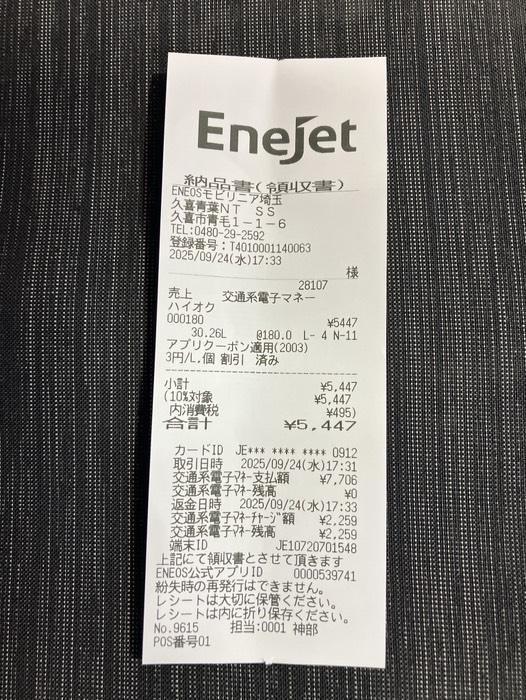 EneJet
納品書(領収書)
ENEOSモビリニア埼玉
久喜青葉NT SS
久喜市青毛1-1-6
TEL:0480-29-2592
登録番号:T4010001140063
2025/09/24(水)17:33
様
28107
売上 交通系電子マネー
ハイオク
000180 ¥5447
30.26L @180.0 L- 4 N-11
アプリクーポン適用(2003)
3円/L,個 割引 済み
小計 ¥5,447
(10%対象 ¥5,447
内消費税 ¥495)
合計 ¥5,447
カードID JE*** **** **** 0912
取引日時 2025/09/24(水)17:31
交通系電子マネー支払額 ¥7,706
交通系電子マネー残高 ¥0
返金日時 2025/09/24(水)17:33
交通系電子マネーチャージ額 ¥2,259
交通系電子マネー残高 ¥2,259
端末ID JE10720701548
上記にて領収書とさせて頂きます
ENEOS公式アプリID 0000539741
紛失時の再発行はできません。
レシートは大切に保管ください。
レシートは内に折り保存ください。
No.9615 担当:0001 神部
POS番号01